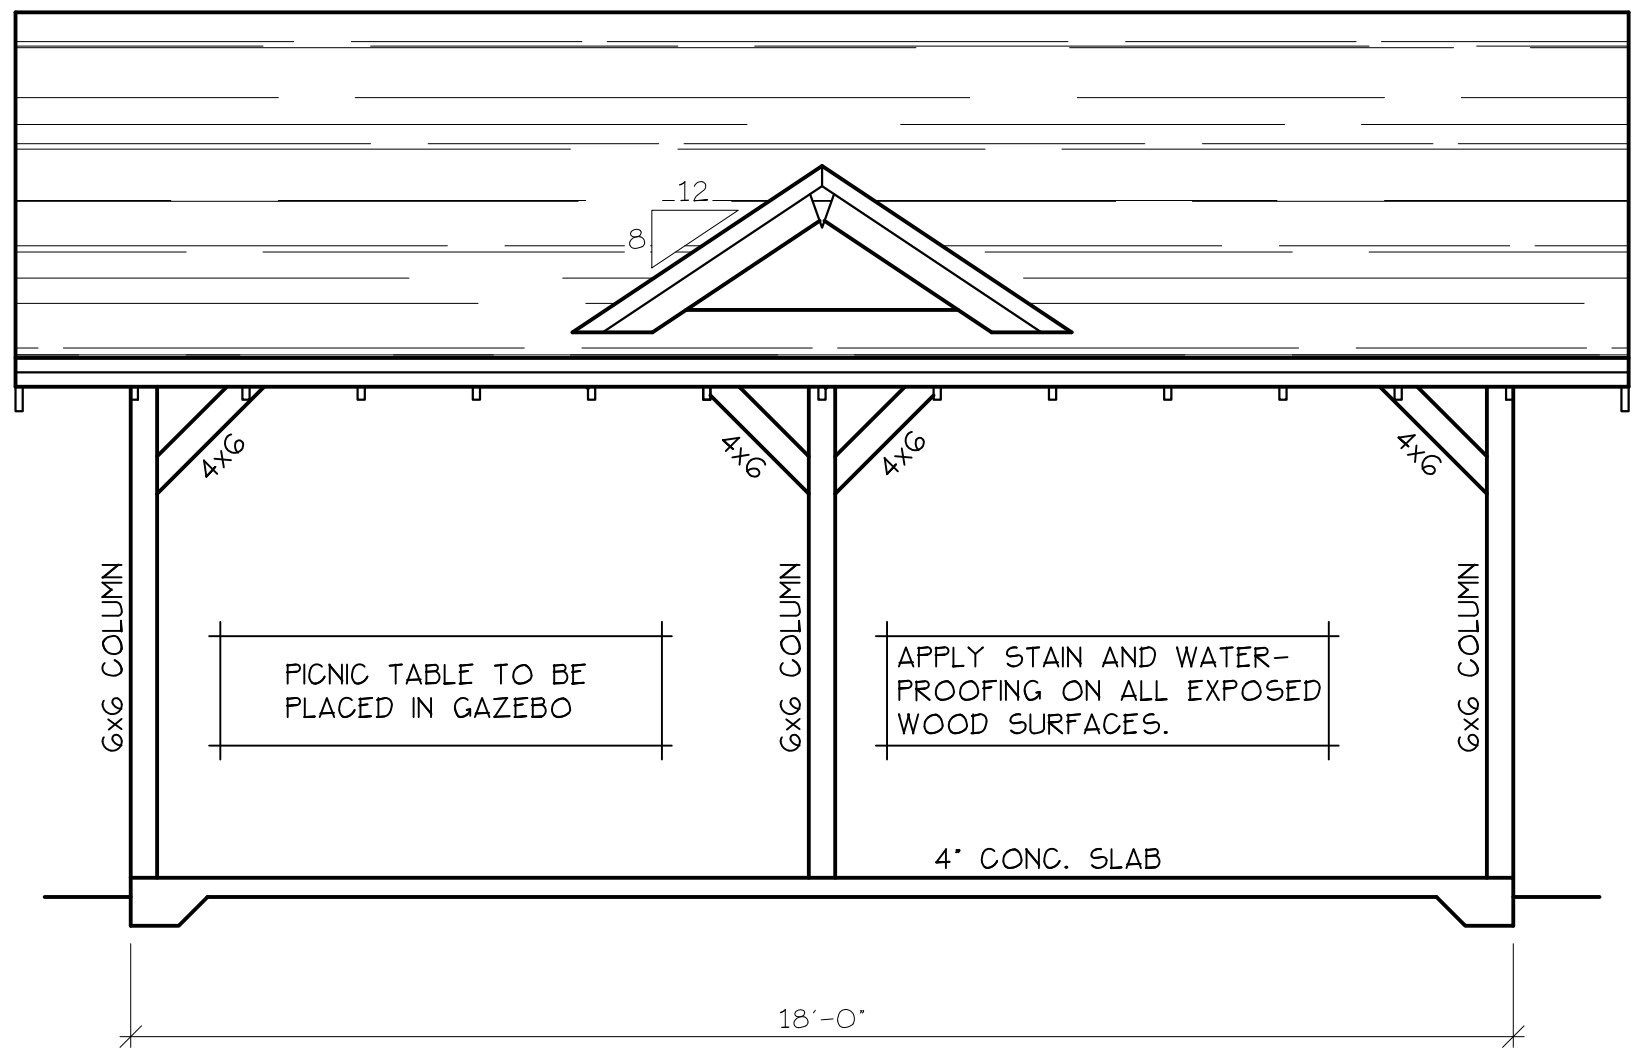 12
8
4x6
4x6
4x6
4x6
6x6 COLUMN
6x6 COLUMN
6x6 COLUMN
PICNIC TABLE TO BE
PLACED IN GAZEBO
APPLY STAIN AND WATER-
PROOFING ON ALL EXPOSED
WOOD SURFACES.
4" CONC. SLAB
18'-0"